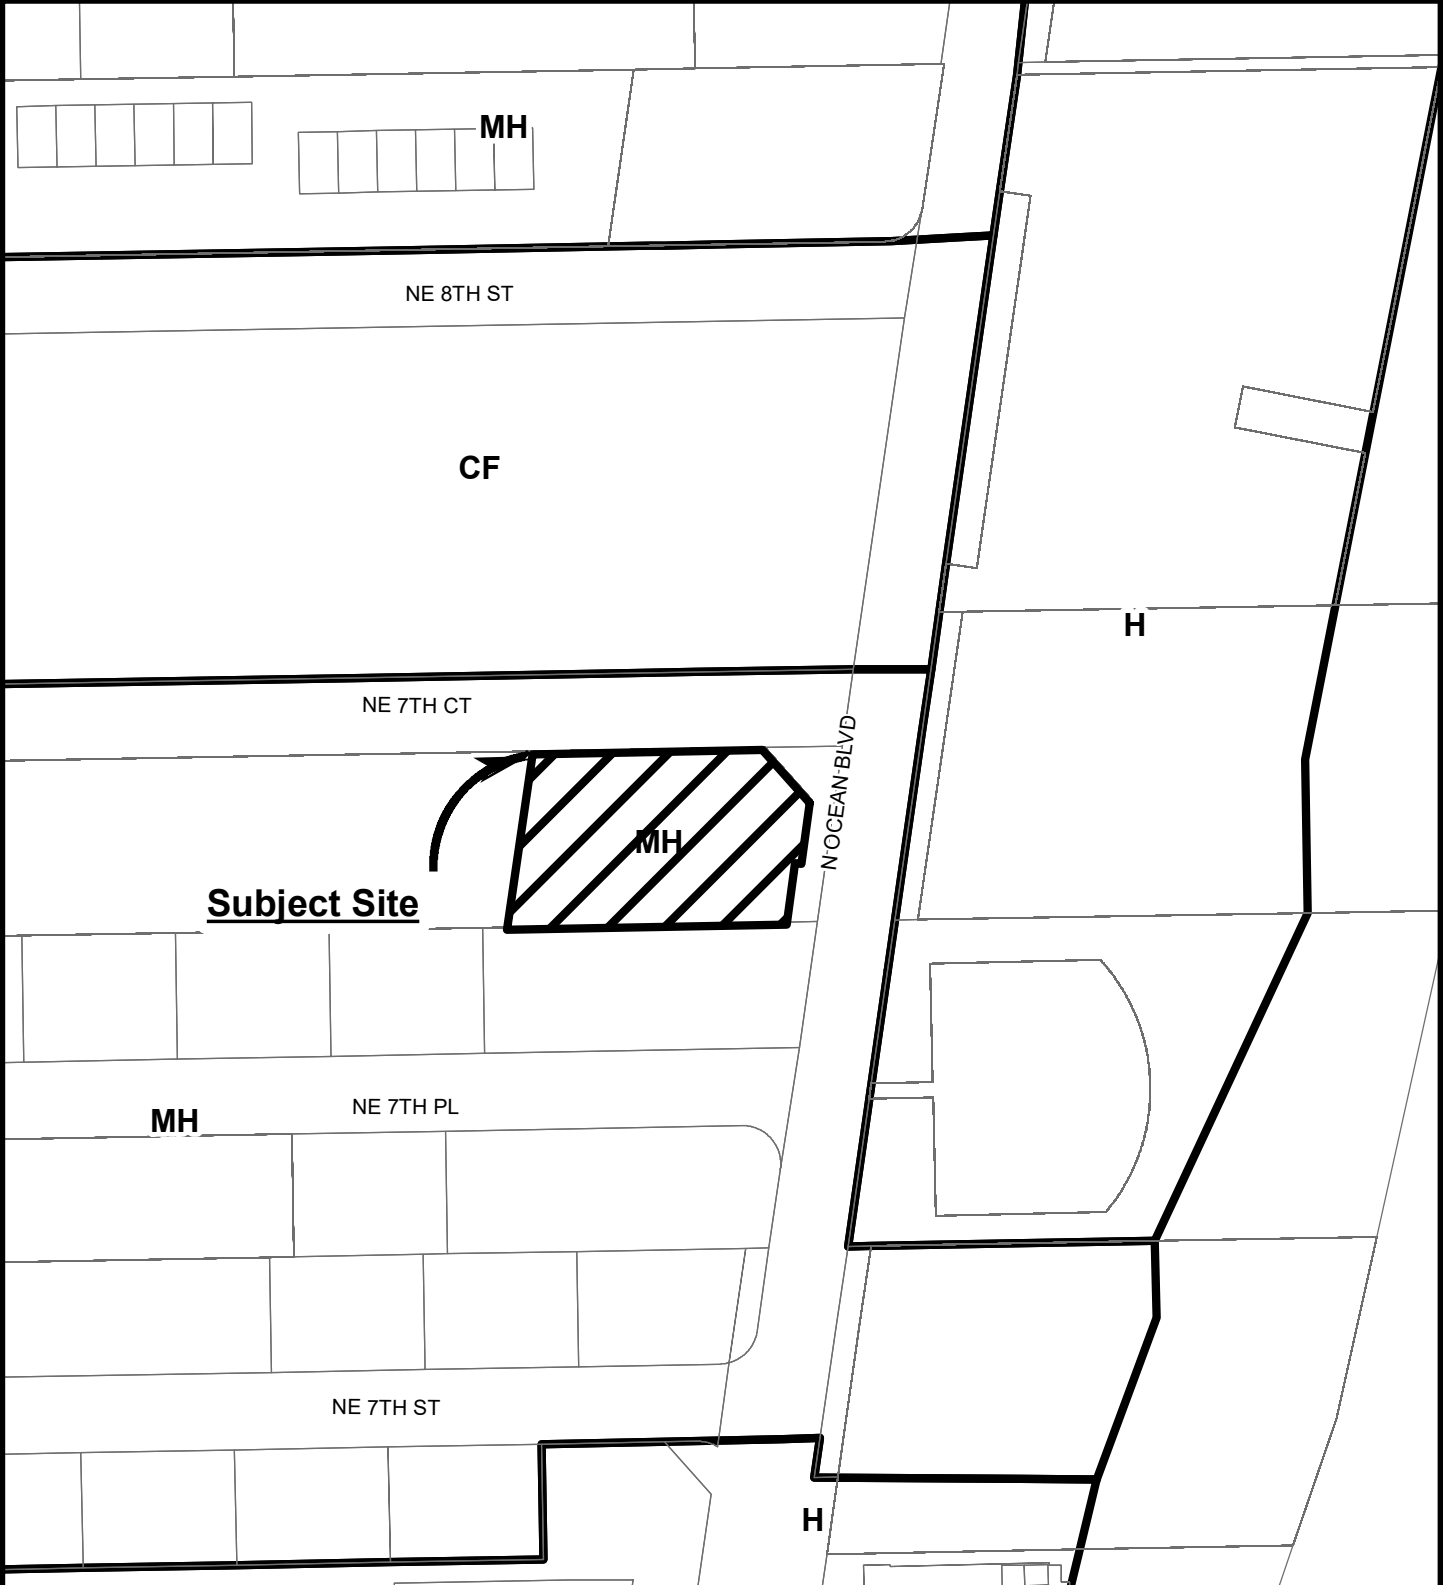 MH
NE 8TH ST
CF
H
NE 7TH CT
N OCEAN BLVD
MH
Subject Site
NE 7TH PL
MH
NE 7TH ST
H